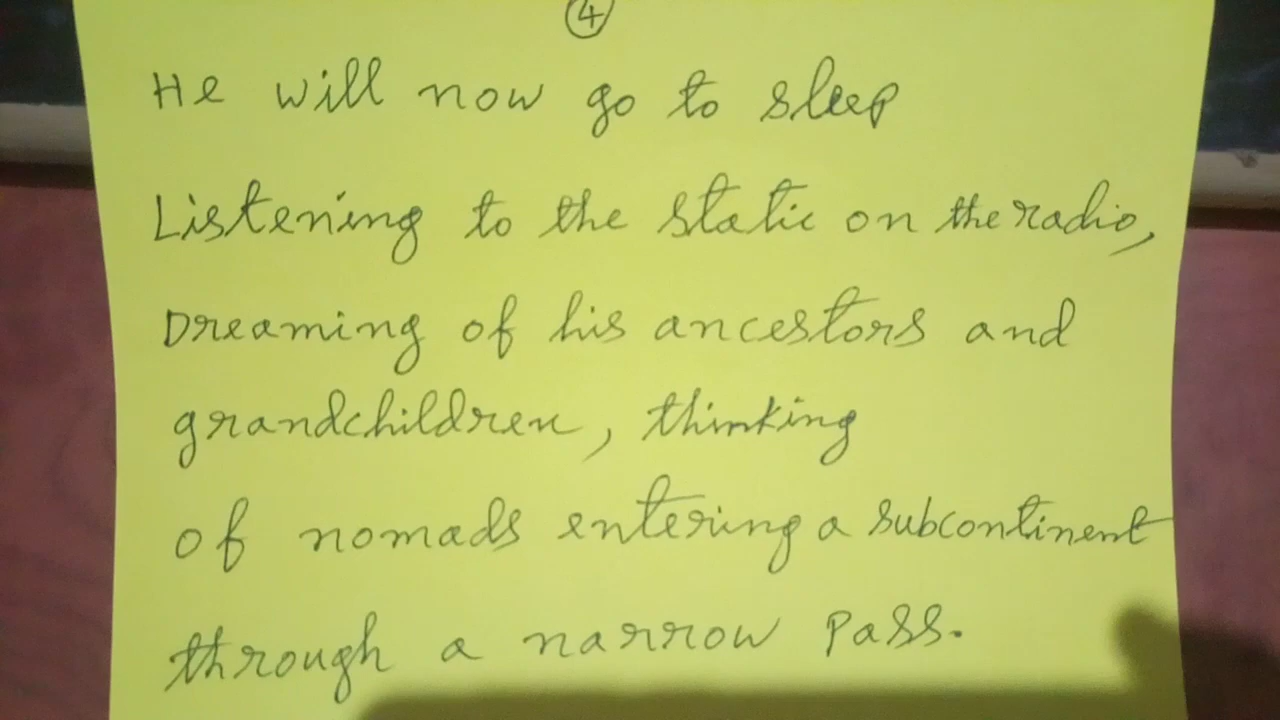 4
He will now go to sleep
Listening to the static on the radio,
Dreaming of his ancestors and
grandchildren, thinking
of nomads entering a subcontinent
through a narrow pass.